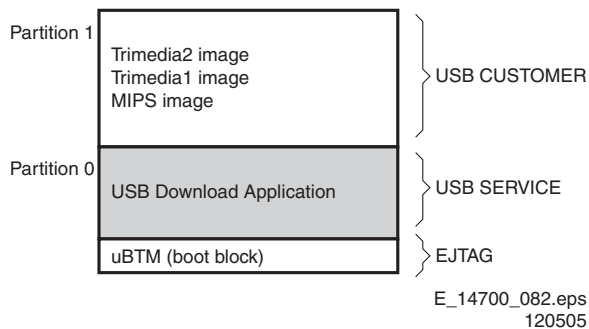 Partition 1
Trimedia2 image
Trimedia1 image
MIPS image
USB CUSTOMER
Partition 0
USB Download Application
USB SERVICE
uBTM (boot block)
EJTAG
E_14700_082.eps
120505